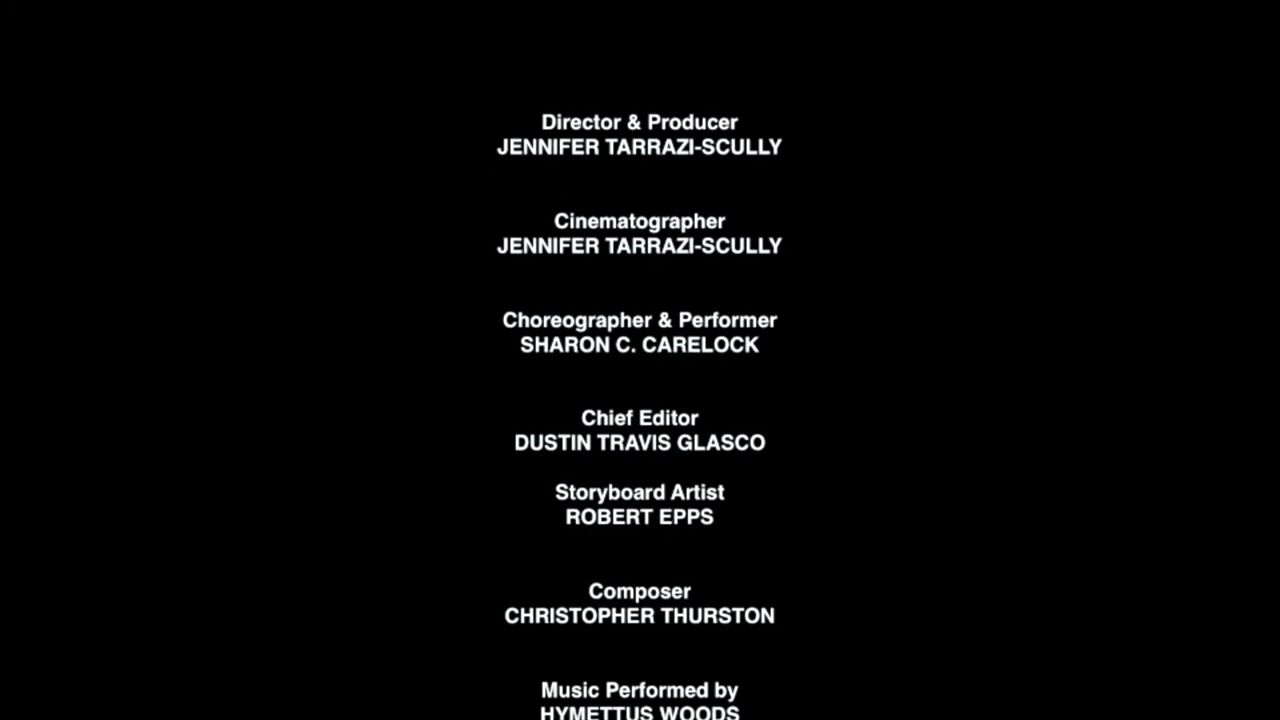 Director & Producer
JENNIFER TARRAZI-SCULLY
Cinematographer
JENNIFER TARRAZI-SCULLY
Choreographer & Performer
SHARON C. CARELOCK
Chief Editor
DUSTIN TRAVIS GLASCO
Storyboard Artist
ROBERT EPPS
Composer
CHRISTOPHER THURSTON
Music Performed by
HYMETTUS WOODS